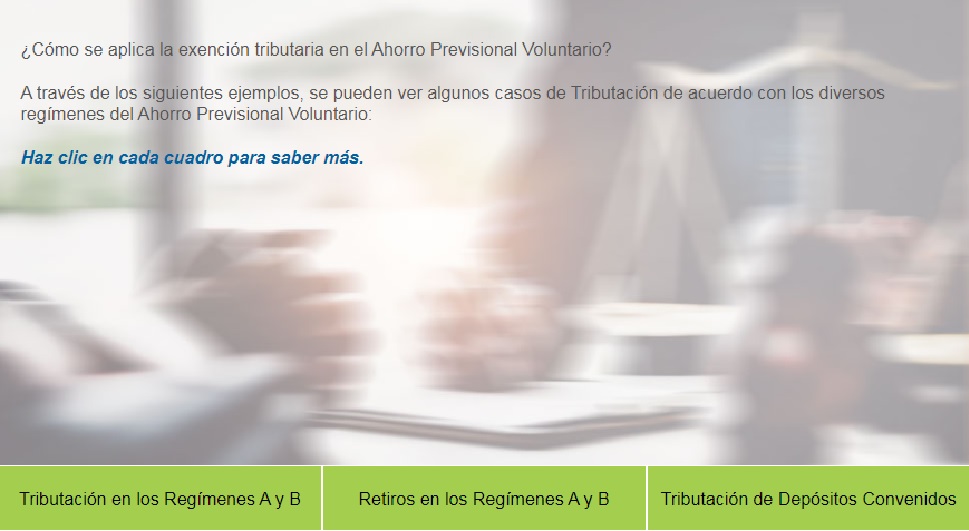 ¿Cómo se aplica la exención tributaria en el Ahorro Previsional Voluntario?
A través de los siguientes ejemplos, se pueden ver algunos casos de Tributación de acuerdo con los diversos
regímenes del Ahorro Previsional Voluntario:
Haz clic en cada cuadro para saber más.
Tributación en los Regímenes A y B
Retiros en los Regímenes A y B
Tributación de Depósitos Convenidos